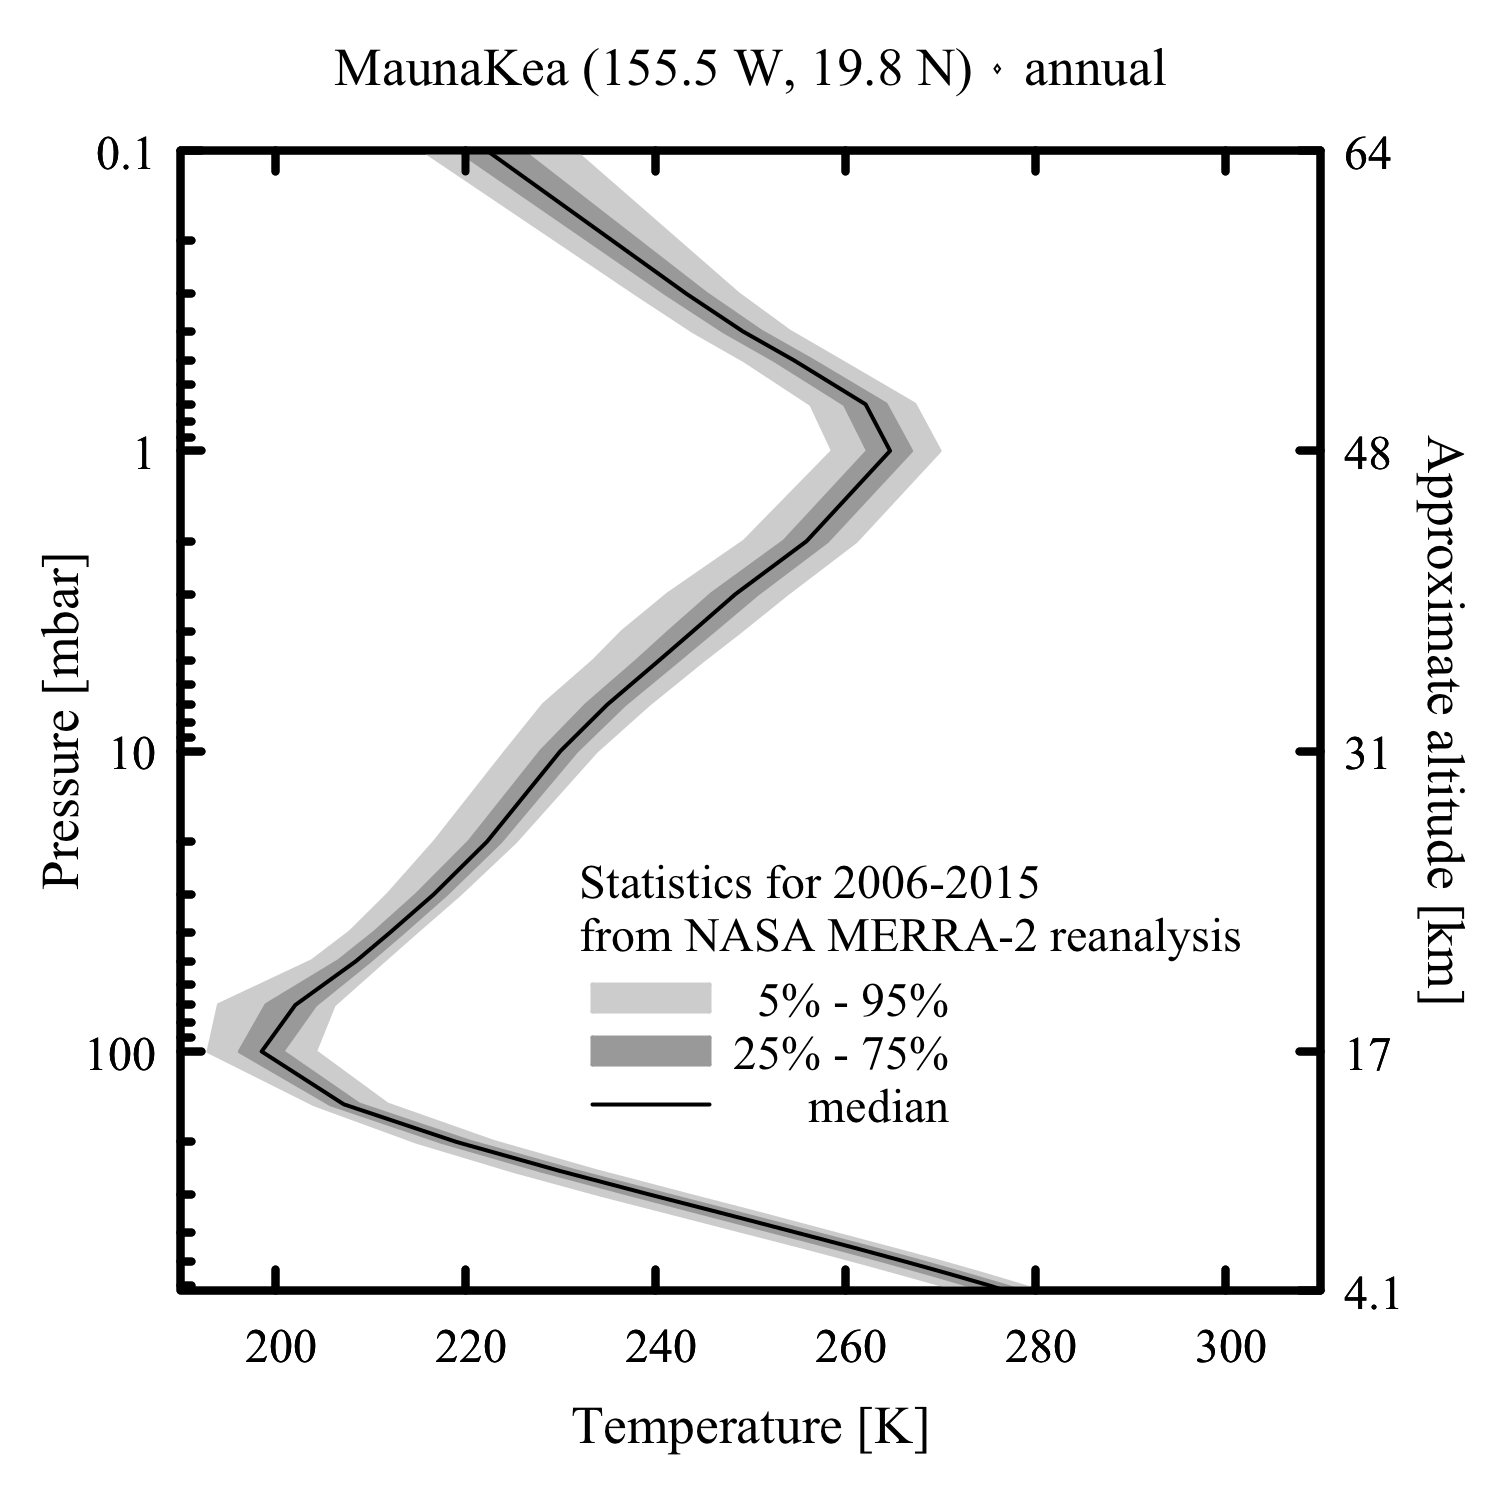 MaunaKea (155.5 W, 19.8 N) ⋄ annual
0.1
1
10
100
Pressure [mbar]
64
48
31
17
4.1
Approximate altitude [km]
Statistics for 2006-2015
from NASA MERRA-2 reanalysis
5% - 95%
25% - 75%
median
200 220 240 260 280 300
Temperature [K]